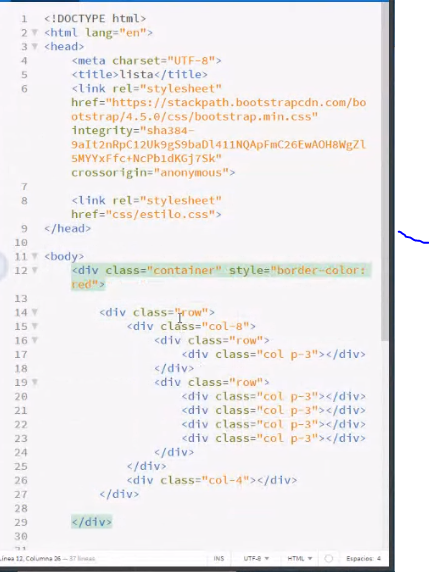 1 <!DOCTYPE html>
2 <html lang="en">
3 <head>
4 <meta charset="UTF-8">
5 <title>lista</title>
6 <link rel="stylesheet"
href="https://stackpath.bootstrapcdn.com/bo
otstrap/4.5.0/css/bootstrap.min.css"
integrity="sha384-
9aIt2nRpC12Uk9gS9baDl411NQApFmC26EwAOH8WgZl
5MYYxFfc+NcPb1dKGj7Sk"
crossorigin="anonymous">
7
8 <link rel="stylesheet"
href="css/estilo.css">
9 </head>
10
11 <body>
12 <div class="container" style="border-color:
red">
13
14 <div class="row">
15 <div class="col-8">
16 <div class="row">
17 <div class="col p-3"></div>
18 </div>
19 <div class="row">
20 <div class="col p-3"></div>
21 <div class="col p-3"></div>
22 <div class="col p-3"></div>
23 <div class="col p-3"></div>
24 </div>
25 </div>
26 <div class="col-4"></div>
27 </div>
28
29 </div>
30
Línea 12, Columna 26 — 37 líneas INS UTF-8 HTML Espacios: 4